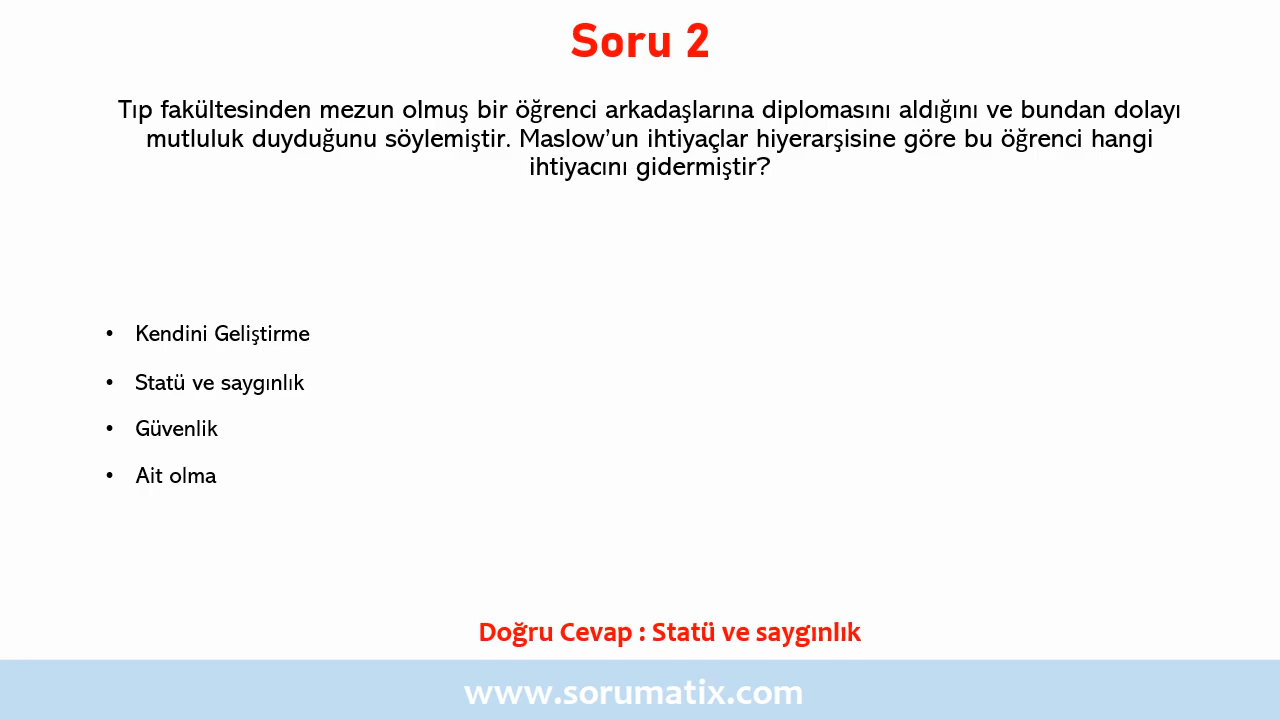 Soru 2
Tıp fakültesinden mezun olmuş bir öğrenci arkadaşlarına diplomasını aldığını ve bundan dolayı
mutluluk duyduğunu söylemiştir. Maslow’un ihtiyaçlar hiyerarşisine göre bu öğrenci hangi
ihtiyacını gidermiştir?
• Kendini Geliştirme
• Statü ve saygınlık
• Güvenlik
• Ait olma
Doğru Cevap : Statü ve saygınlık
www.sorumatix.com